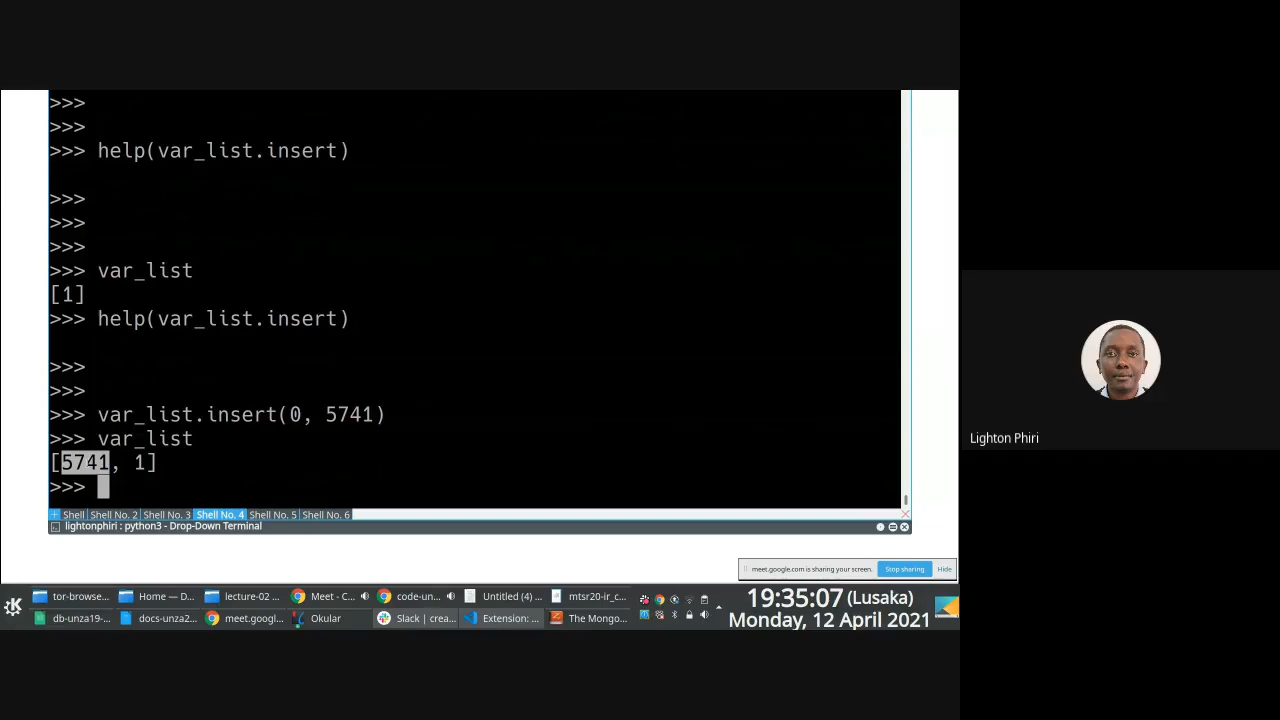 >>>
>>>
>>> help(var_list.insert)
>>>
>>>
>>>
>>> var_list
[1]
>>> help(var_list.insert)
>>>
>>>
>>> var_list.insert(0, 5741)
>>> var_list
[5741, 1]
>>>
Shell Shell No. 2 Shell No. 3 Shell No. 4 Shell No. 5 Shell No. 6
lightonphiri : python3 - Drop-Down Terminal
Lighton Phiri
meet.google.com is sharing your screen. Stop sharing Hide
tor-browse... Home — D... lecture-02 ... Meet - C... code-un... Untitled (4) ... mtsr20-ir_c...
db-unza19-... docs-unza2... meet.googl... Okular Slack | crea... Extension: ... The Mongo...
19:35:07 (Lusaka)
Monday, 12 April 2021